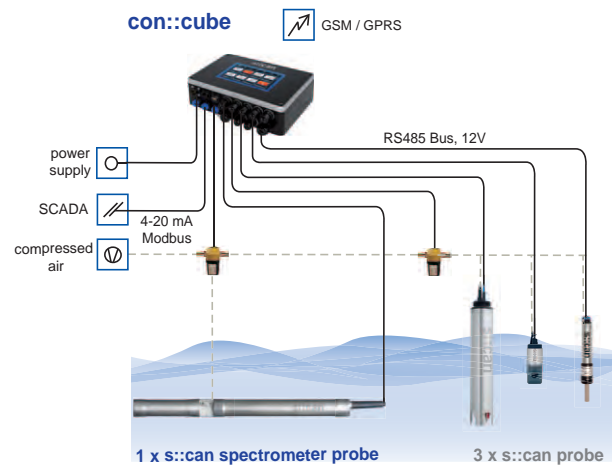 con::cube
GSM / GPRS
RS485 Bus, 12V
power
supply
SCADA
4-20 mA
Modbus
compressed
air
s::can
1 x s::can spectrometer probe
3 x s::can probe